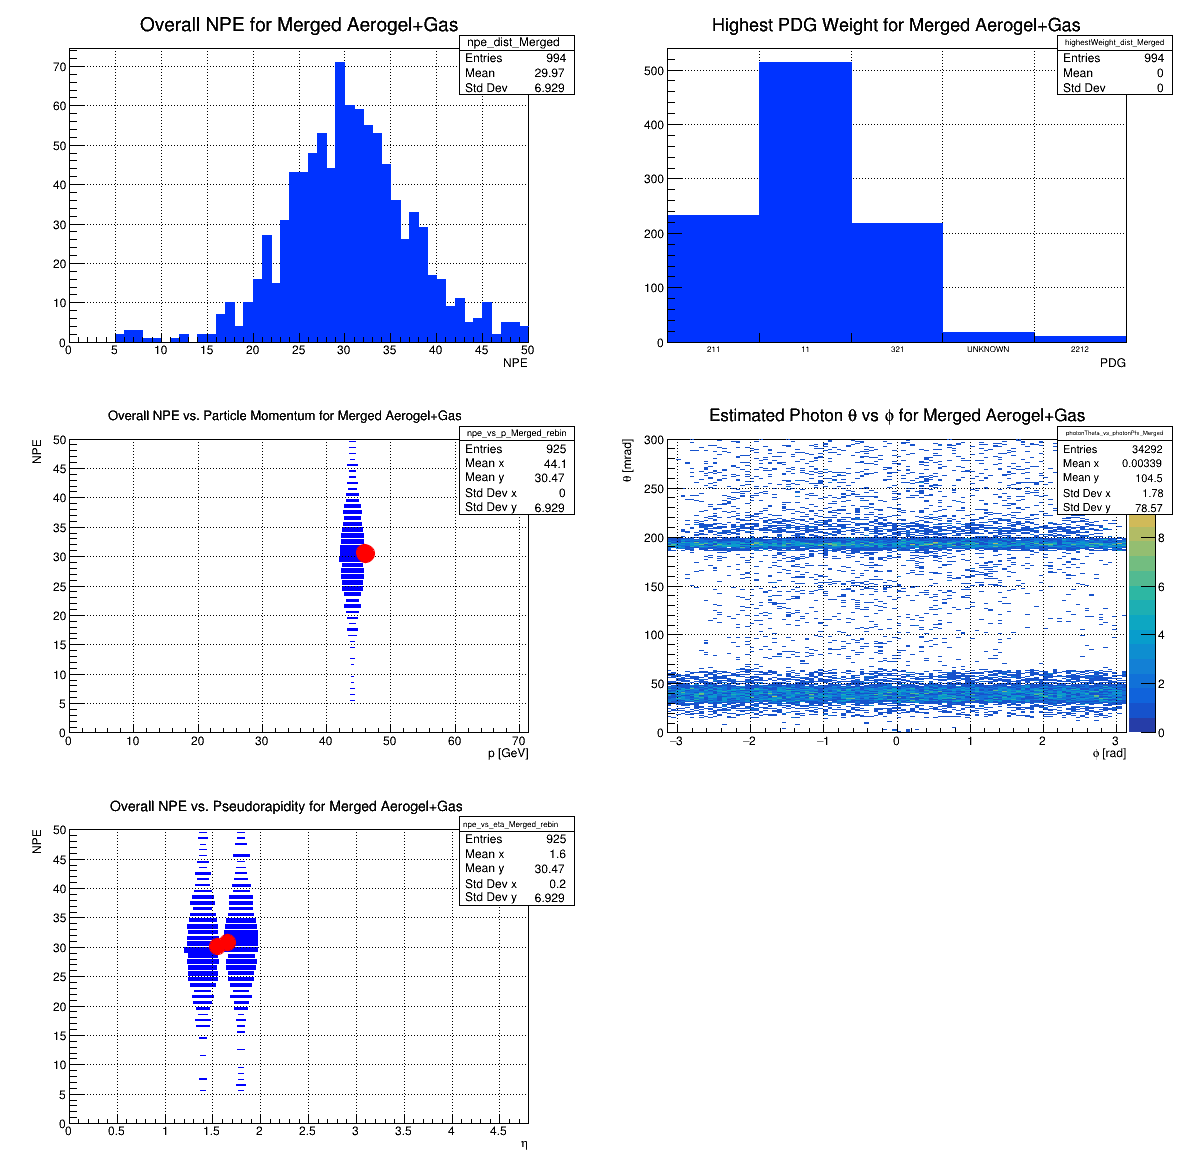 Overall NPE for Merged Aerogel+Gas
npe_dist_Merged
Entries 994
Mean 29.97
Std Dev 6.929
70
60
50
40
30
20
10
0
0 5 10 15 20 25 30 35 40 45 50
NPE
Highest PDG Weight for Merged Aerogel+Gas
highestWeight_dist_Merged
Entries 994
Mean 0
Std Dev 0
500
400
300
200
100
0
211 11 321 UNKNOWN 2212
PDG
Overall NPE vs. Particle Momentum for Merged Aerogel+Gas
npe_vs_p_Merged_rebin
Entries 925
Mean x 44.1
Mean y 30.47
Std Dev x 0
Std Dev y 6.929
NPE
50
45
40
35
30
25
20
15
10
5
0
0 10 20 30 40 50 60 70
p [GeV]
Estimated Photon θ vs ϕ for Merged Aerogel+Gas
photonTheta_vs_photonPhi_Merged
Entries 34292
Mean x 0.00339
Mean y 104.5
Std Dev x 1.78
Std Dev y 78.57
θ [mrad]
300
250
200
150
100
50
0
8
6
4
2
0
−3 −2 −1 0 1 2 3
ϕ [rad]
Overall NPE vs. Pseudorapidity for Merged Aerogel+Gas
npe_vs_eta_Merged_rebin
Entries 925
Mean x 1.6
Mean y 30.47
Std Dev x 0.2
Std Dev y 6.929
NPE
50
45
40
35
30
25
20
15
10
5
0
0 0.5 1 1.5 2 2.5 3 3.5 4 4.5
η